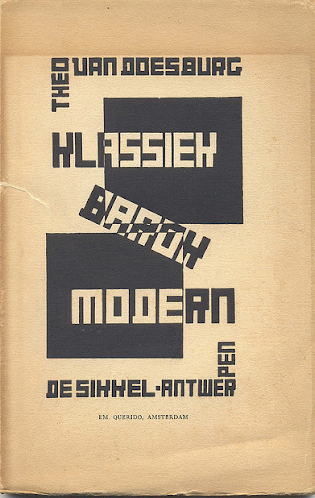 THEO VAN DOESBURG
KLASSIEK
BAROK
MODERN
DE SIKKEL-ANTWERPEN
EM. QUERIDO, AMSTERDAM